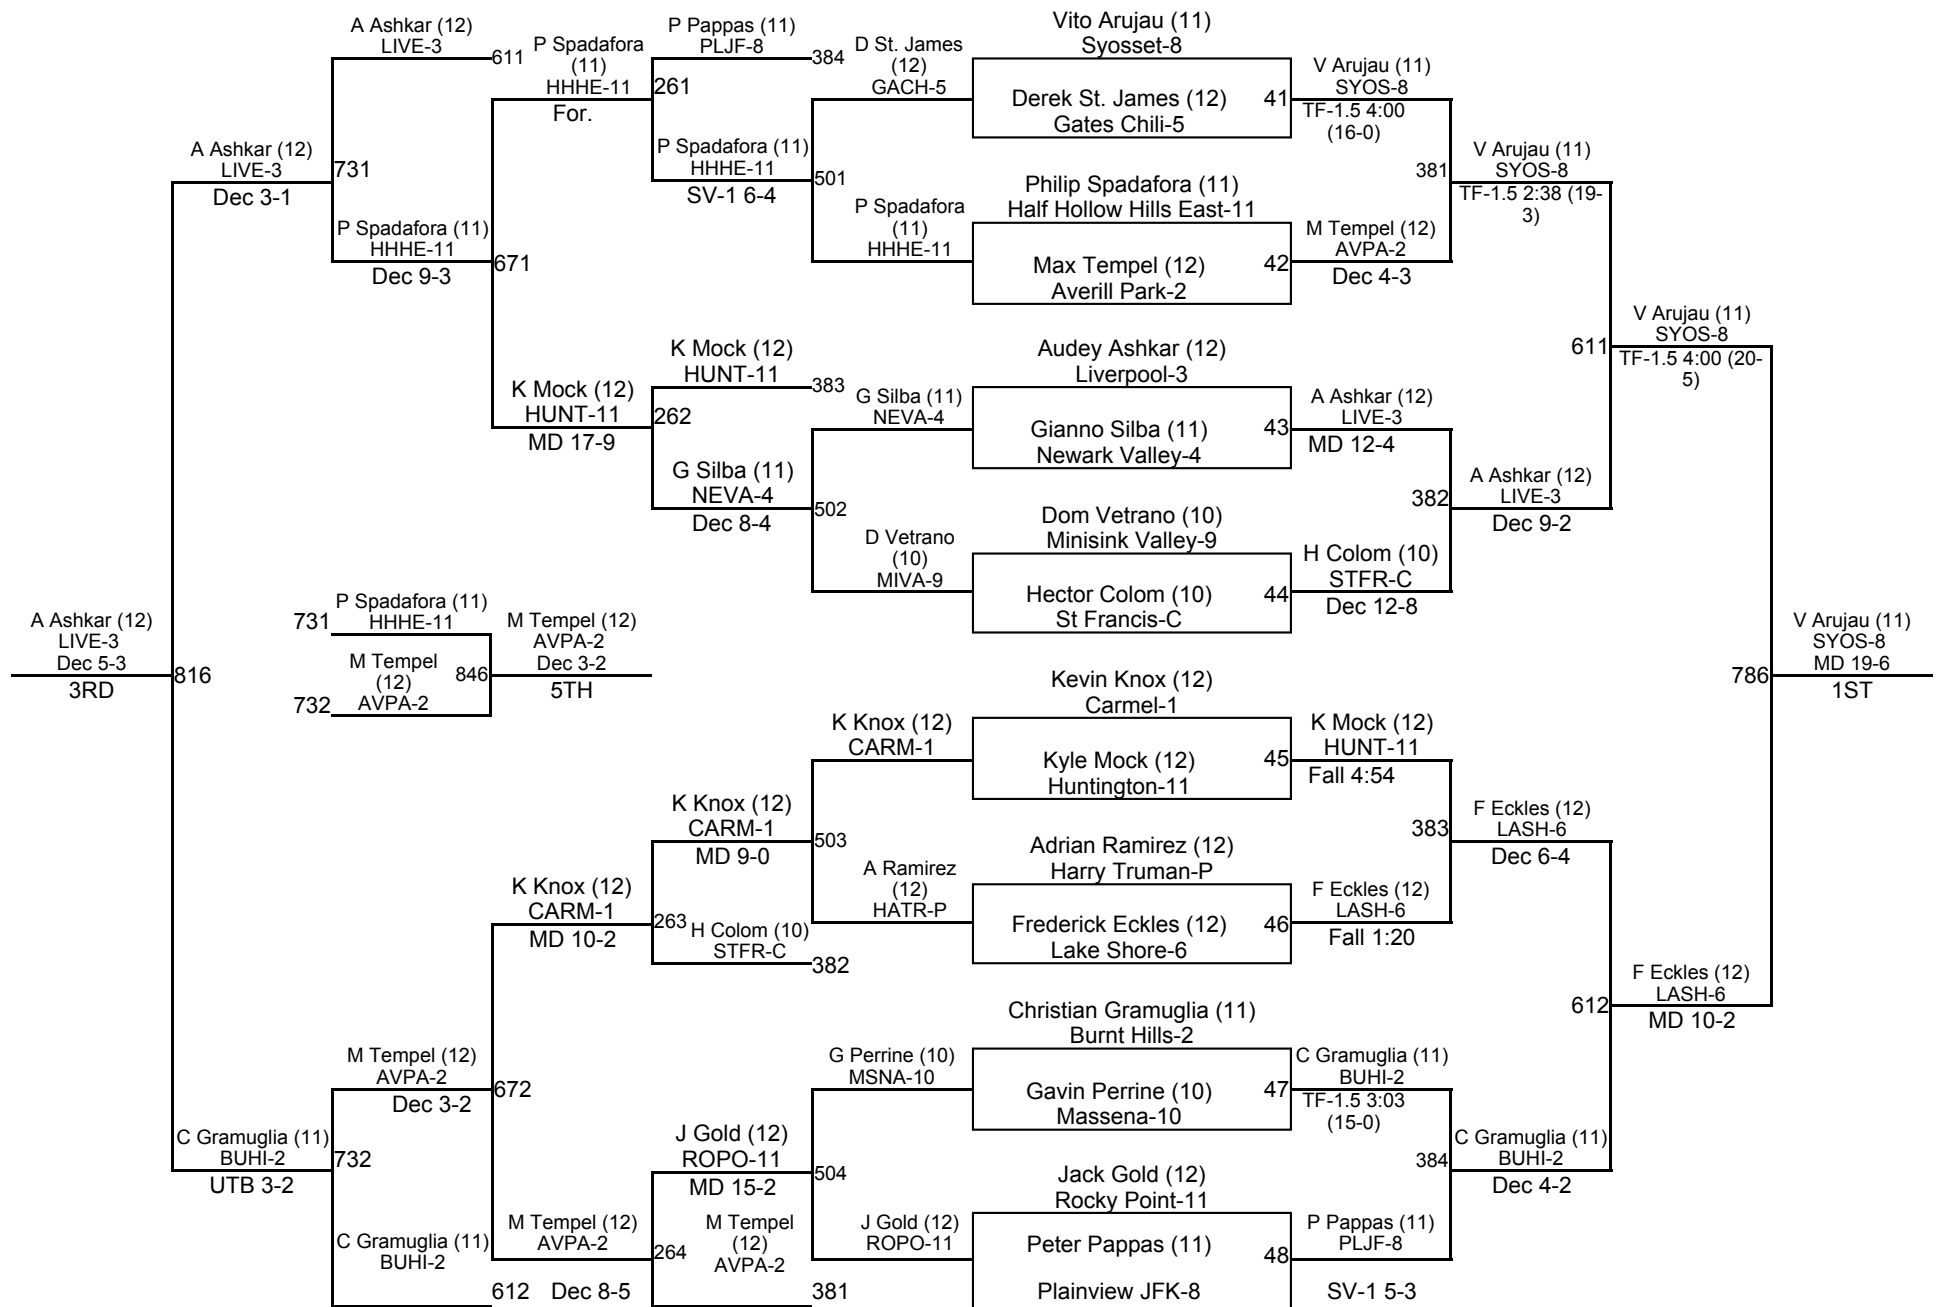 A Ashkar (12)
LIVE-3
611
P Spadafora
(11)
HHHE-11
For.
P Pappas (11)
PLJF-8
384
261
D St. James
(12)
GACH-5
Vito Arujau (11)
Syosset-8
Derek St. James (12)
Gates Chili-5
41
V Arujau (11)
SYOS-8
TF-1.5 4:00
(16-0)
A Ashkar (12)
LIVE-3
Dec 3-1
731
P Spadafora (11)
HHHE-11
SV-1 6-4
501
381
V Arujau (11)
SYOS-8
TF-1.5 2:38 (19-
3)
P Spadafora (11)
HHHE-11
Dec 9-3
671
P Spadafora
(11)
HHHE-11
Philip Spadafora (11)
Half Hollow Hills East-11
Max Tempel (12)
Averill Park-2
42
M Tempel (12)
AVPA-2
Dec 4-3
611
V Arujau (11)
SYOS-8
TF-1.5 4:00 (20-
5)
K Mock (12)
HUNT-11
383
K Mock (12)
HUNT-11
MD 17-9
262
G Silba (11)
NEVA-4
Audey Ashkar (12)
Liverpool-3
Gianno Silba (11)
Newark Valley-4
43
A Ashkar (12)
LIVE-3
MD 12-4
G Silba (11)
NEVA-4
Dec 8-4
502
382
A Ashkar (12)
LIVE-3
Dec 9-2
D Vetrano
(10)
MIVA-9
Dom Vetrano (10)
Minisink Valley-9
Hector Colom (10)
St Francis-C
44
H Colom (10)
STFR-C
Dec 12-8
A Ashkar (12)
LIVE-3
Dec 5-3
3RD
816
731
P Spadafora (11)
HHHE-11
732
M Tempel
(12)
AVPA-2
846
M Tempel (12)
AVPA-2
Dec 3-2
5TH
786
V Arujau (11)
SYOS-8
MD 19-6
1ST
K Knox (12)
CARM-1
Kevin Knox (12)
Carmel-1
Kyle Mock (12)
Huntington-11
45
K Mock (12)
HUNT-11
Fall 4:54
K Knox (12)
CARM-1
MD 9-0
503
383
F Eckles (12)
LASH-6
Dec 6-4
A Ramirez
(12)
HATR-P
Adrian Ramirez (12)
Harry Truman-P
Frederick Eckles (12)
Lake Shore-6
46
F Eckles (12)
LASH-6
Fall 1:20
K Knox (12)
CARM-1
MD 10-2
263
H Colom (10)
STFR-C
382
612
F Eckles (12)
LASH-6
MD 10-2
M Tempel (12)
AVPA-2
Dec 3-2
672
G Perrine (10)
MSNA-10
Christian Gramuglia (11)
Burnt Hills-2
Gavin Perrine (10)
Massena-10
47
C Gramuglia (11)
BUHI-2
TF-1.5 3:03
(15-0)
C Gramuglia (11)
BUHI-2
UTB 3-2
732
J Gold (12)
ROPO-11
MD 15-2
504
384
C Gramuglia (11)
BUHI-2
Dec 4-2
C Gramuglia (11)
BUHI-2
612
M Tempel (12)
AVPA-2
Dec 8-5
264
M Tempel
(12)
AVPA-2
381
J Gold (12)
ROPO-11
Jack Gold (12)
Rocky Point-11
Peter Pappas (11)
Plainview JFK-8
48
P Pappas (11)
PLJF-8
SV-1 5-3